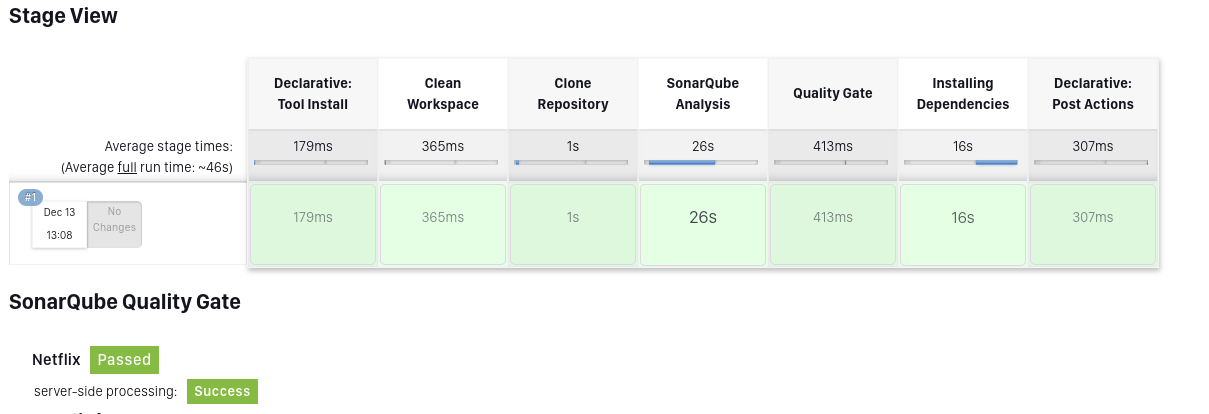 Stage View
Declarative: Tool Install
Clean Workspace
Clone Repository
SonarQube Analysis
Quality Gate
Installing Dependencies
Declarative: Post Actions
Average stage times:
(Average full run time: ~46s)
179ms 365ms 1s 26s 413ms 16s 307ms
#1
Dec 13
13:08
No
Changes
179ms 365ms 1s 26s 413ms 16s 307ms
SonarQube Quality Gate
Netflix Passed
server-side processing: Success